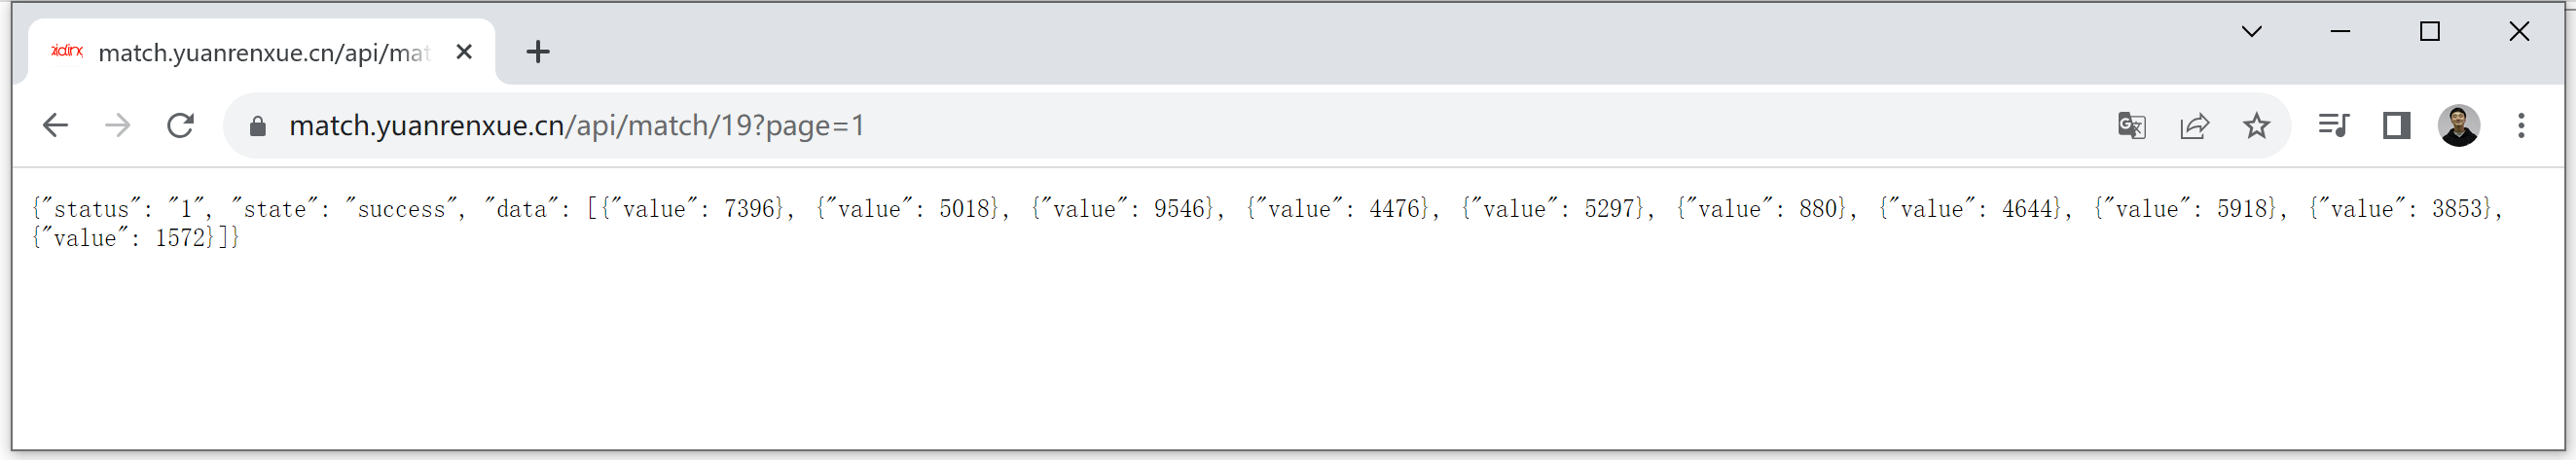 match.yuanrenxue.cn/api/mat
match.yuanrenxue.cn/api/match/19?page=1
{"status": "1", "state": "success", "data": [{"value": 7396}, {"value": 5018}, {"value": 9546}, {"value": 4476}, {"value": 5297}, {"value": 880}, {"value": 4644}, {"value": 5918}, {"value": 3853},
{"value": 1572}]}